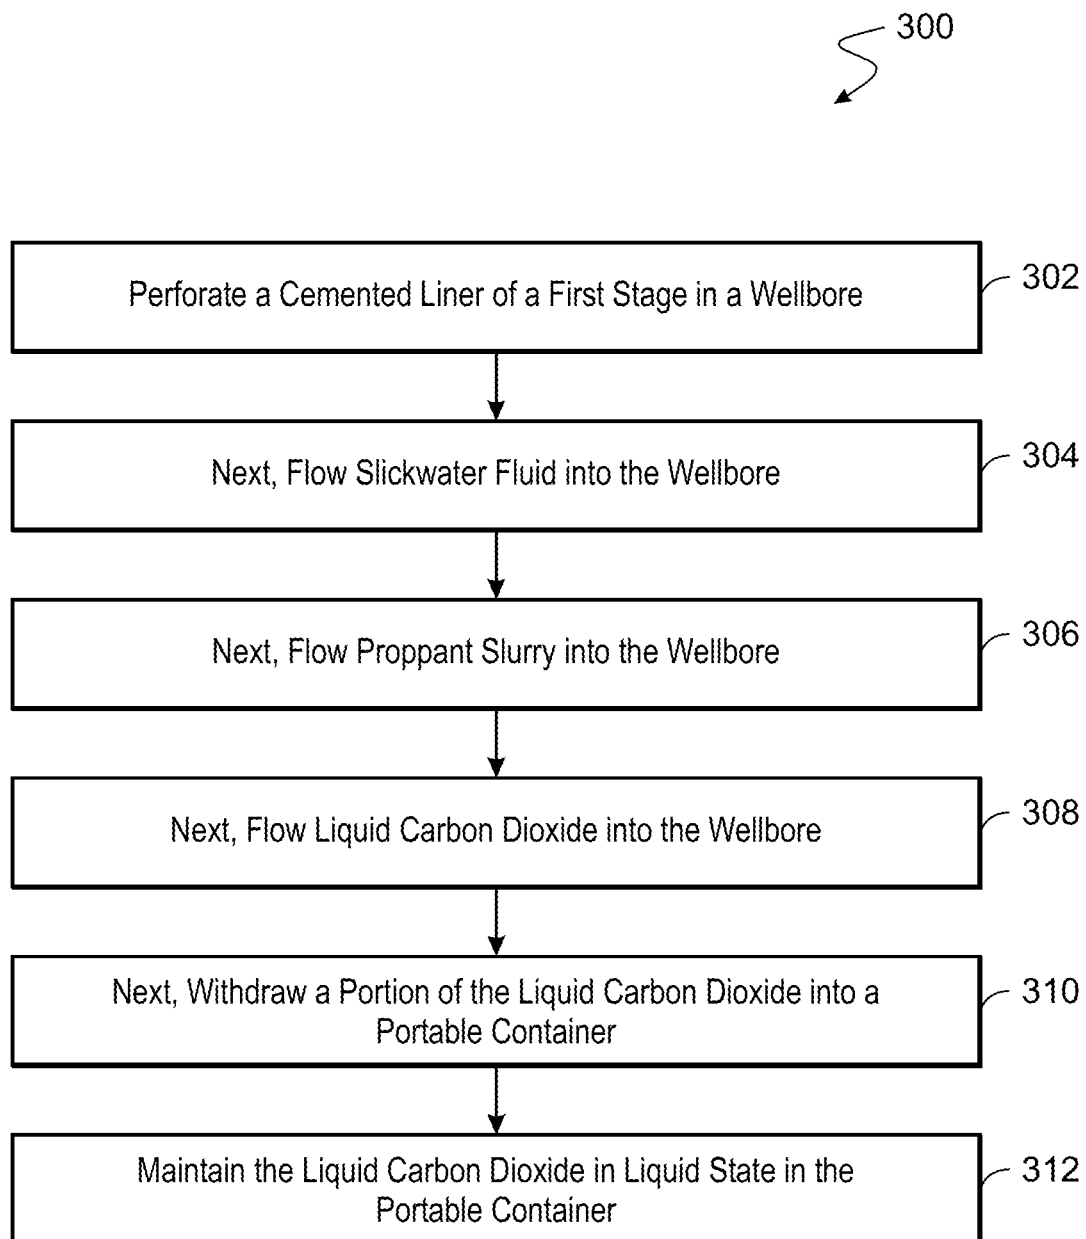 300
Perforate a Cemented Liner of a First Stage in a Wellbore
302
Next, Flow Slickwater Fluid into the Wellbore
304
Next, Flow Proppant Slurry into the Wellbore
306
Next, Flow Liquid Carbon Dioxide into the Wellbore
308
Next, Withdraw a Portion of the Liquid Carbon Dioxide into a
Portable Container
310
Maintain the Liquid Carbon Dioxide in Liquid State in the
Portable Container
312